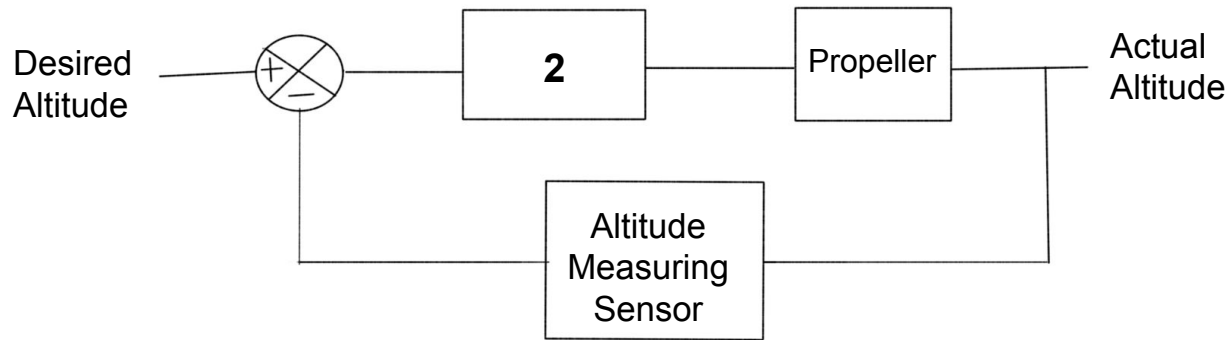 Desired
Altitude
+
−
2
Propeller
Actual
Altitude
Altitude
Measuring
Sensor